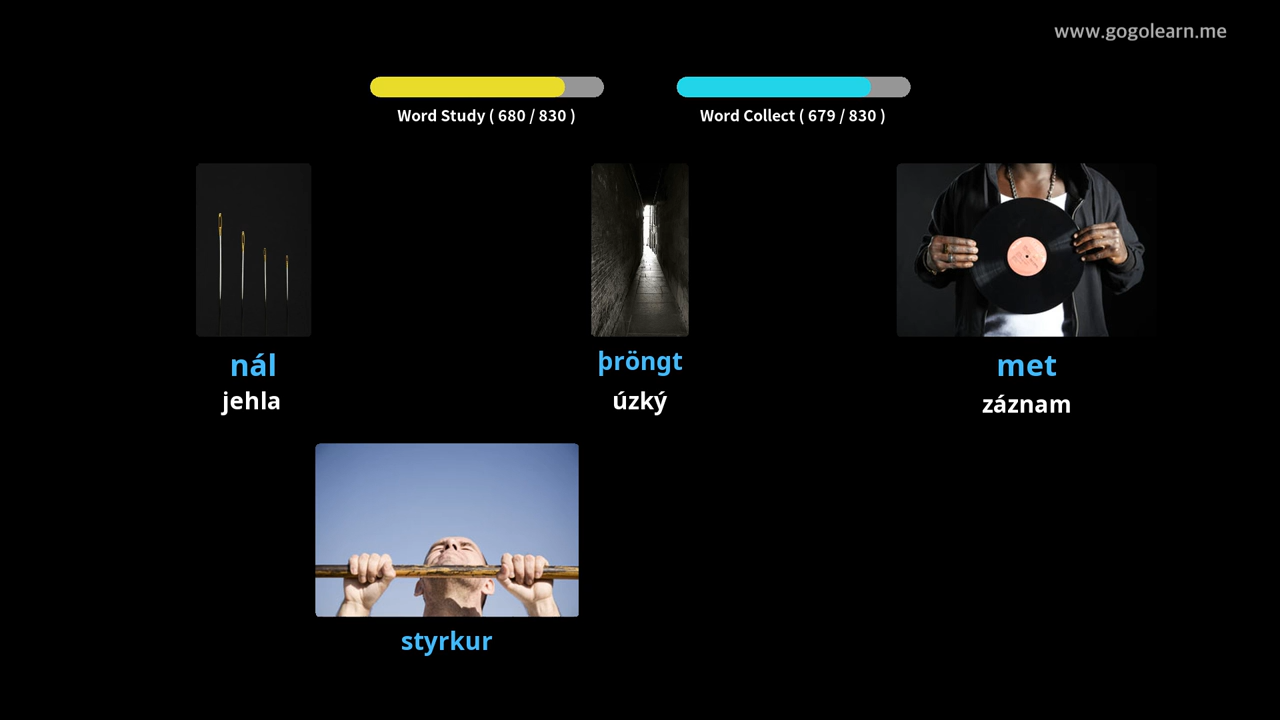 www.gogolearn.me
Word Study ( 680 / 830 )
Word Collect ( 679 / 830 )
nál
jehla
þröngt
úzký
met
záznam
styrkur